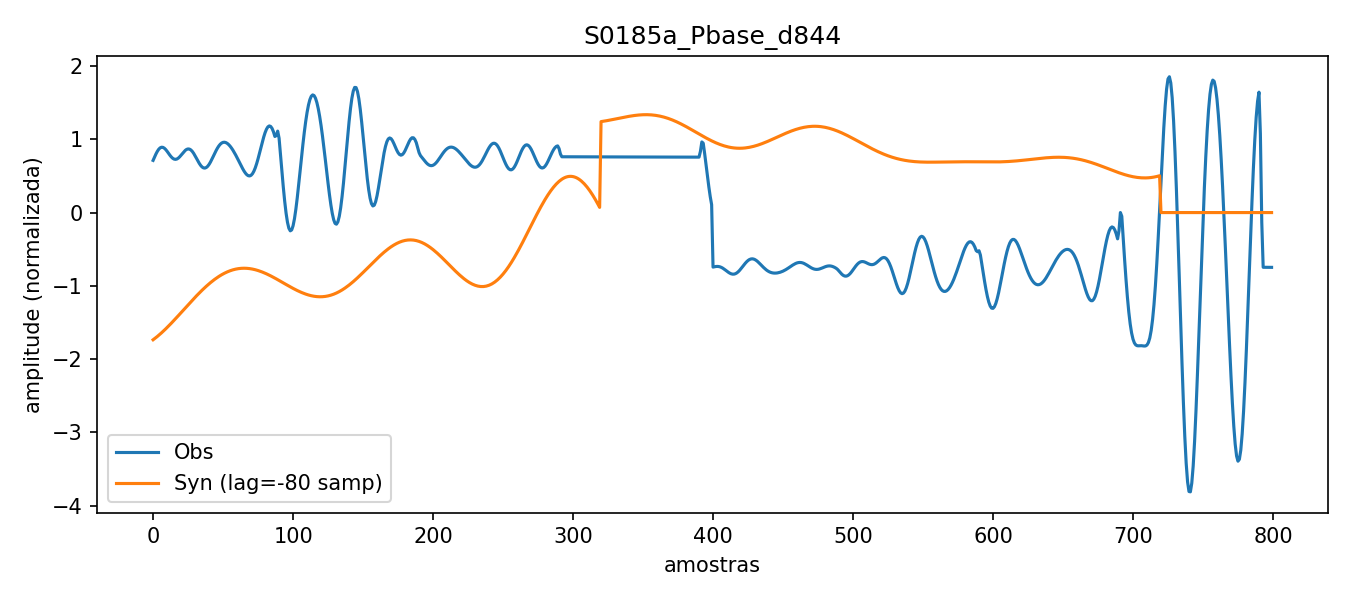 S0185a_Pbase_d844
2
1
0
−1
−2
−3
−4
amplitude (normalizada)
Obs
Syn (lag=-80 samp)
0 100 200 300 400 500 600 700 800
amostras